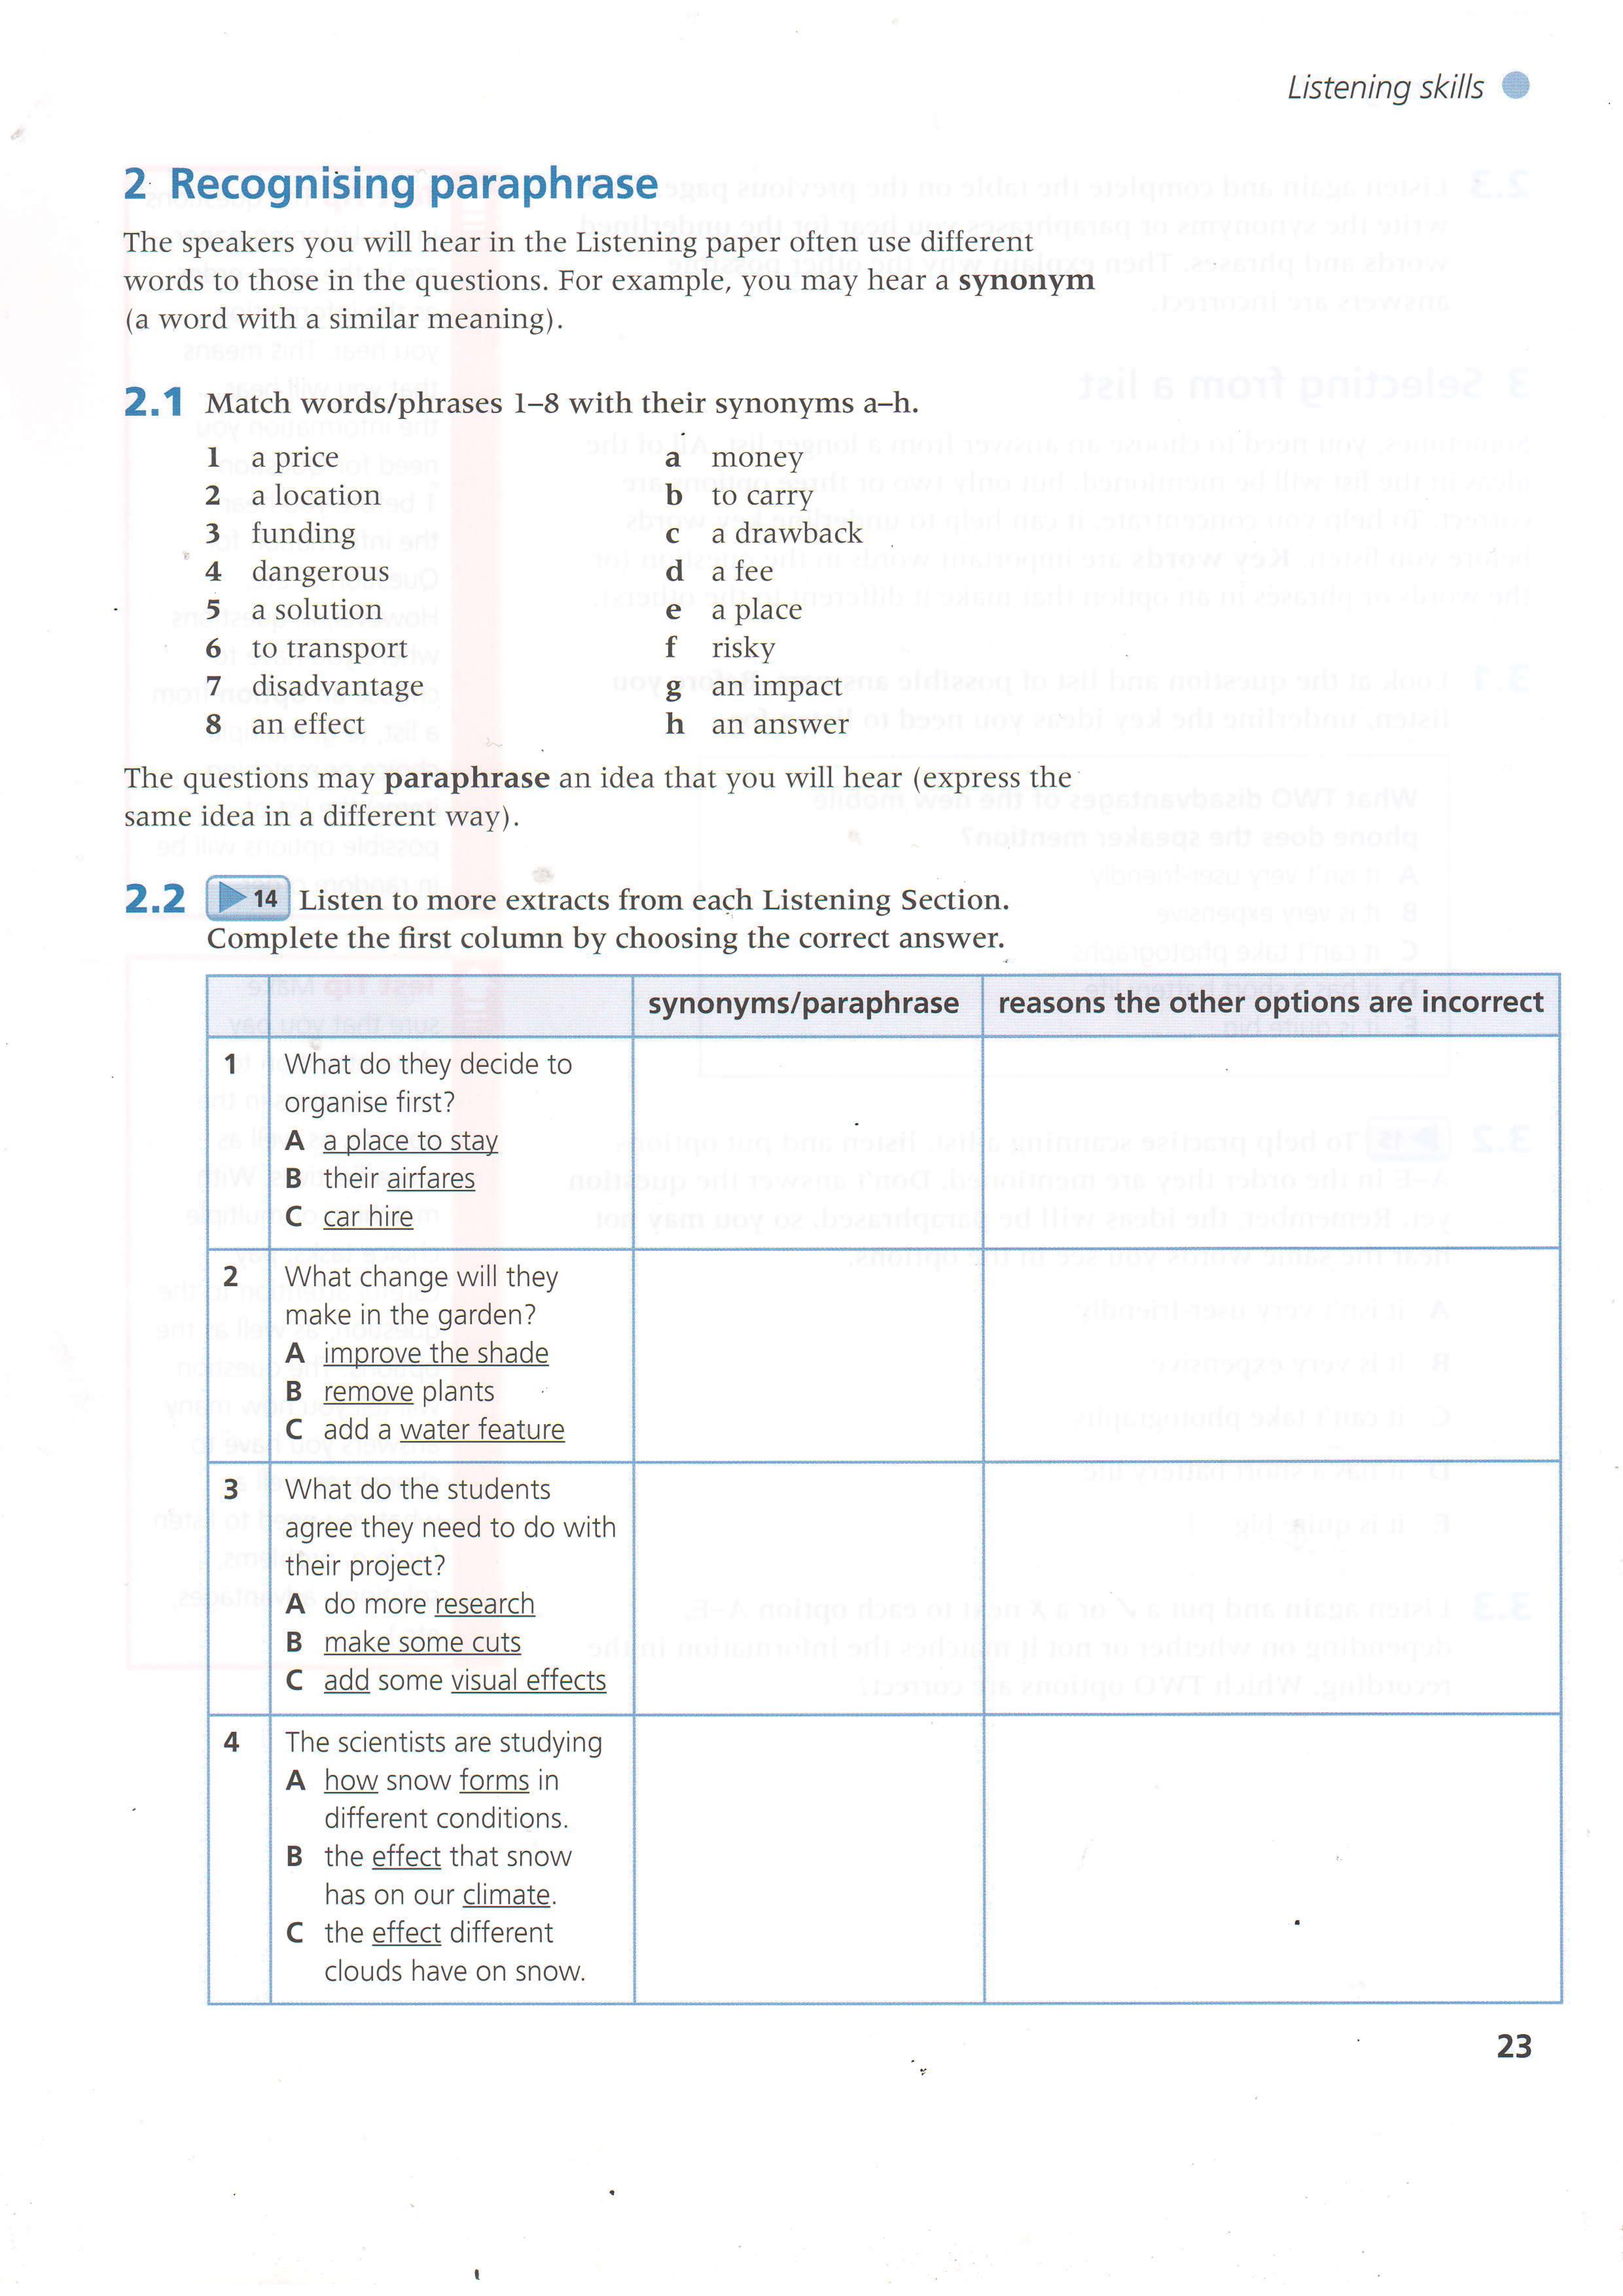 Listening skills
2 Recognising paraphrase
The speakers you will hear in the Listening paper often use different
words to those in the questions. For example, you may hear a synonym
(a word with a similar meaning).
2.1 Match words/phrases 1–8 with their synonyms a–h.
1 a price
2 a location
3 funding
4 dangerous
5 a solution
6 to transport
7 disadvantage
8 an effect
a money
b to carry
c a drawback
d a fee
e a place
f risky
g an impact
h an answer
The questions may paraphrase an idea that you will hear (express the
same idea in a different way).
2.2 14 Listen to more extracts from each Listening Section.
Complete the first column by choosing the correct answer.
synonyms/paraphrase reasons the other options are incorrect
1 What do they decide to
organise first?
A a place to stay
B their airfares
C car hire
2 What change will they
make in the garden?
A improve the shade
B remove plants
C add a water feature
3 What do the students
agree they need to do with
their project?
A do more research
B make some cuts
C add some visual effects
4 The scientists are studying
A how snow forms in
different conditions.
B the effect that snow
has on our climate.
C the effect different
clouds have on snow.
23